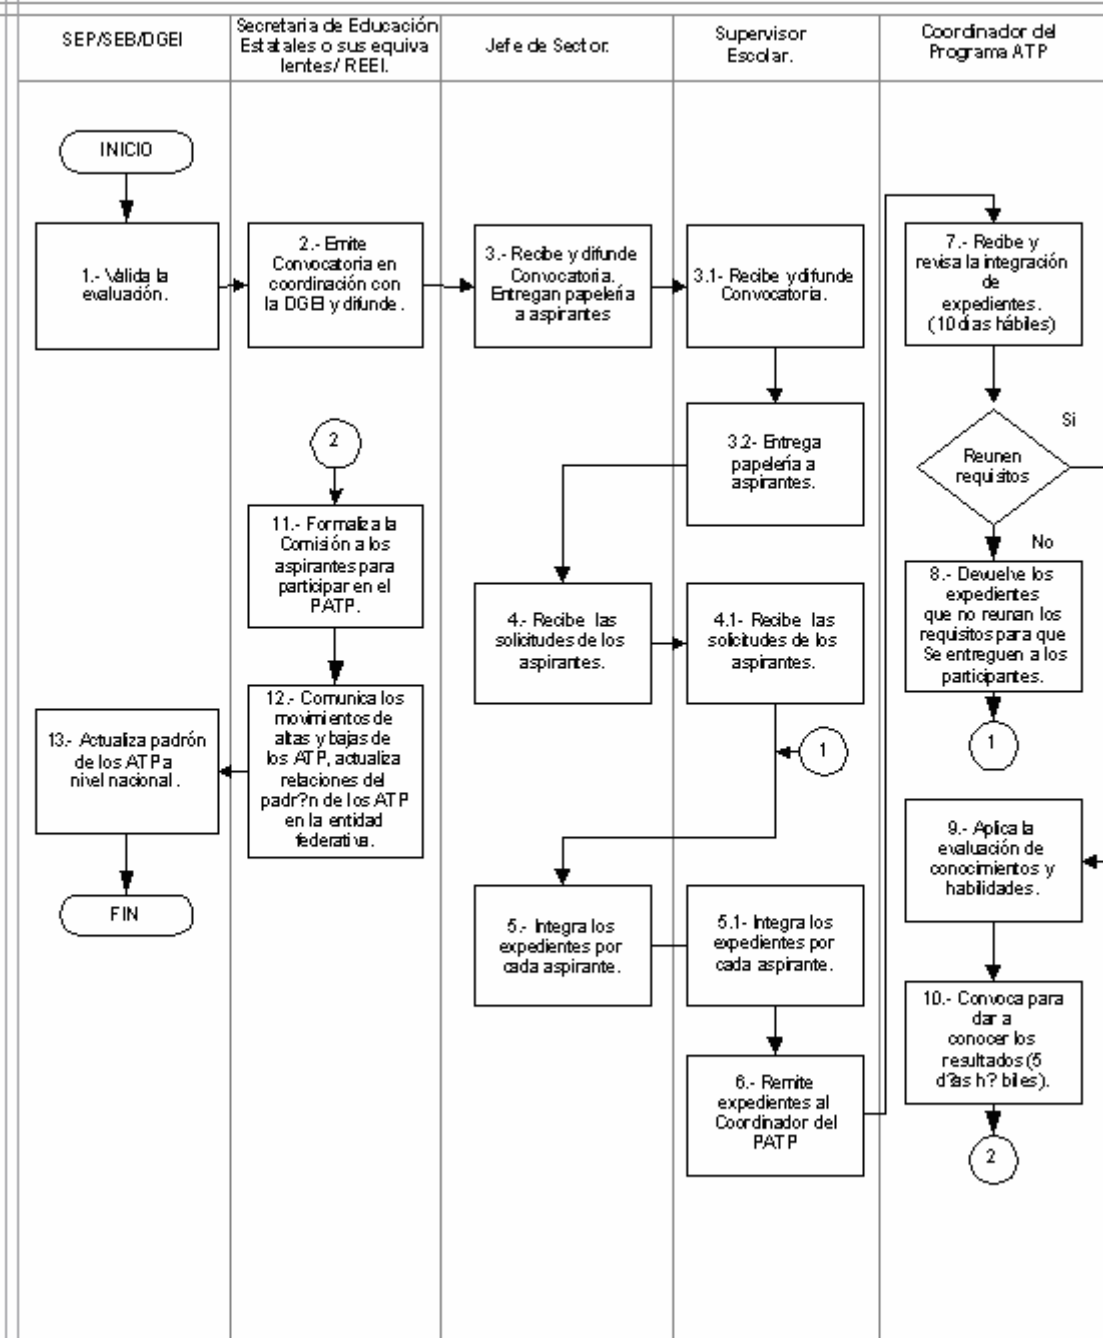 SEP/SEB/DGEI
Secretaria de Educación
Estatales o sus equiva
lentes/ REEI.
Jefe de Sector.
Supervisor
Escolar.
Coordinador del
Programa ATP
INICIO
1.- Válida la
evaluación.
2.- Emite
Convocatoria en
coordinación con
la DGEI y difunde.
3.- Recibe y difunde
Convocatoria.
Entregan papelería
a aspirantes
3.1- Recibe y difunde
Convocatoria.
7.- Recibe y
revisa la integración
de
expedientes.
(10 días hábiles)
3.2- Entrega
papelería a
aspirantes.
Reunen
requisitos
Si
No
2
11.- Formaliza la
Comisión a los
aspirantes para
participar en el
PATP.
4.- Recibe las
solicitudes de los
aspirantes.
4.1- Recibe las
solicitudes de los
aspirantes.
8.- Devuelve los
expedientes
que no reunan los
requisitos para que
Se entreguen a los
participantes.
1
1
13.- Actualiza padrón
de los ATP a
nivel nacional.
12.- Comunica los
movimientos de
altas y bajas de
los ATP, actualiza
relaciones del
padr?n de los ATP
en la entidad
federativa.
9.- Aplica la
evaluación de
conocimientos y
habilidades.
FIN
5.- Integra los
expedientes por
cada aspirante.
5.1- Integra los
expedientes por
cada aspirante.
10.- Convoca para
dar a
conocer los
resultados (5
d?as h? biles).
6.- Remite
expedientes al
Coordinador del
PATP
2